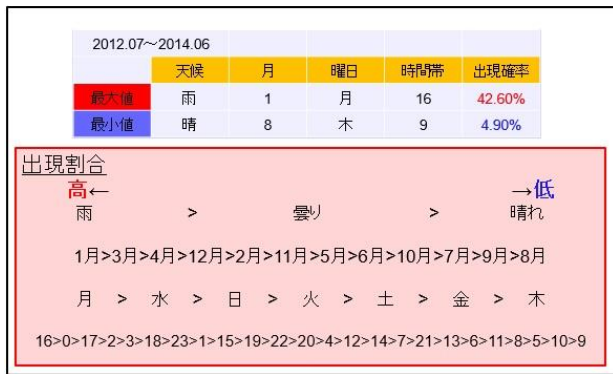 2012.07～2014.06
天候 月 曜日 時間帯 出現確率
最大値 雨 1 月 16 42.60%
最小値 晴 8 木 9 4.90%
出現割合
高← →低
雨 > 曇り > 晴れ
1月>3月>4月>12月>2月>11月>5月>6月>10月>7月>9月>8月
月 > 水 > 日 > 火 > 土 > 金 > 木
16>0>17>2>3>18>23>1>15>19>22>20>4>12>14>7>21>13>6>11>8>5>10>9